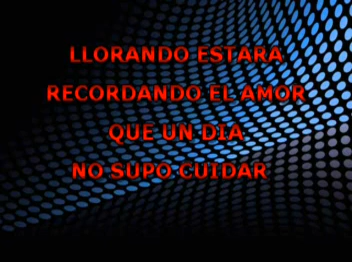 LLORANDO ESTARA
RECORDANDO EL AMOR
QUE UN DIA
NO SUPO CUIDAR